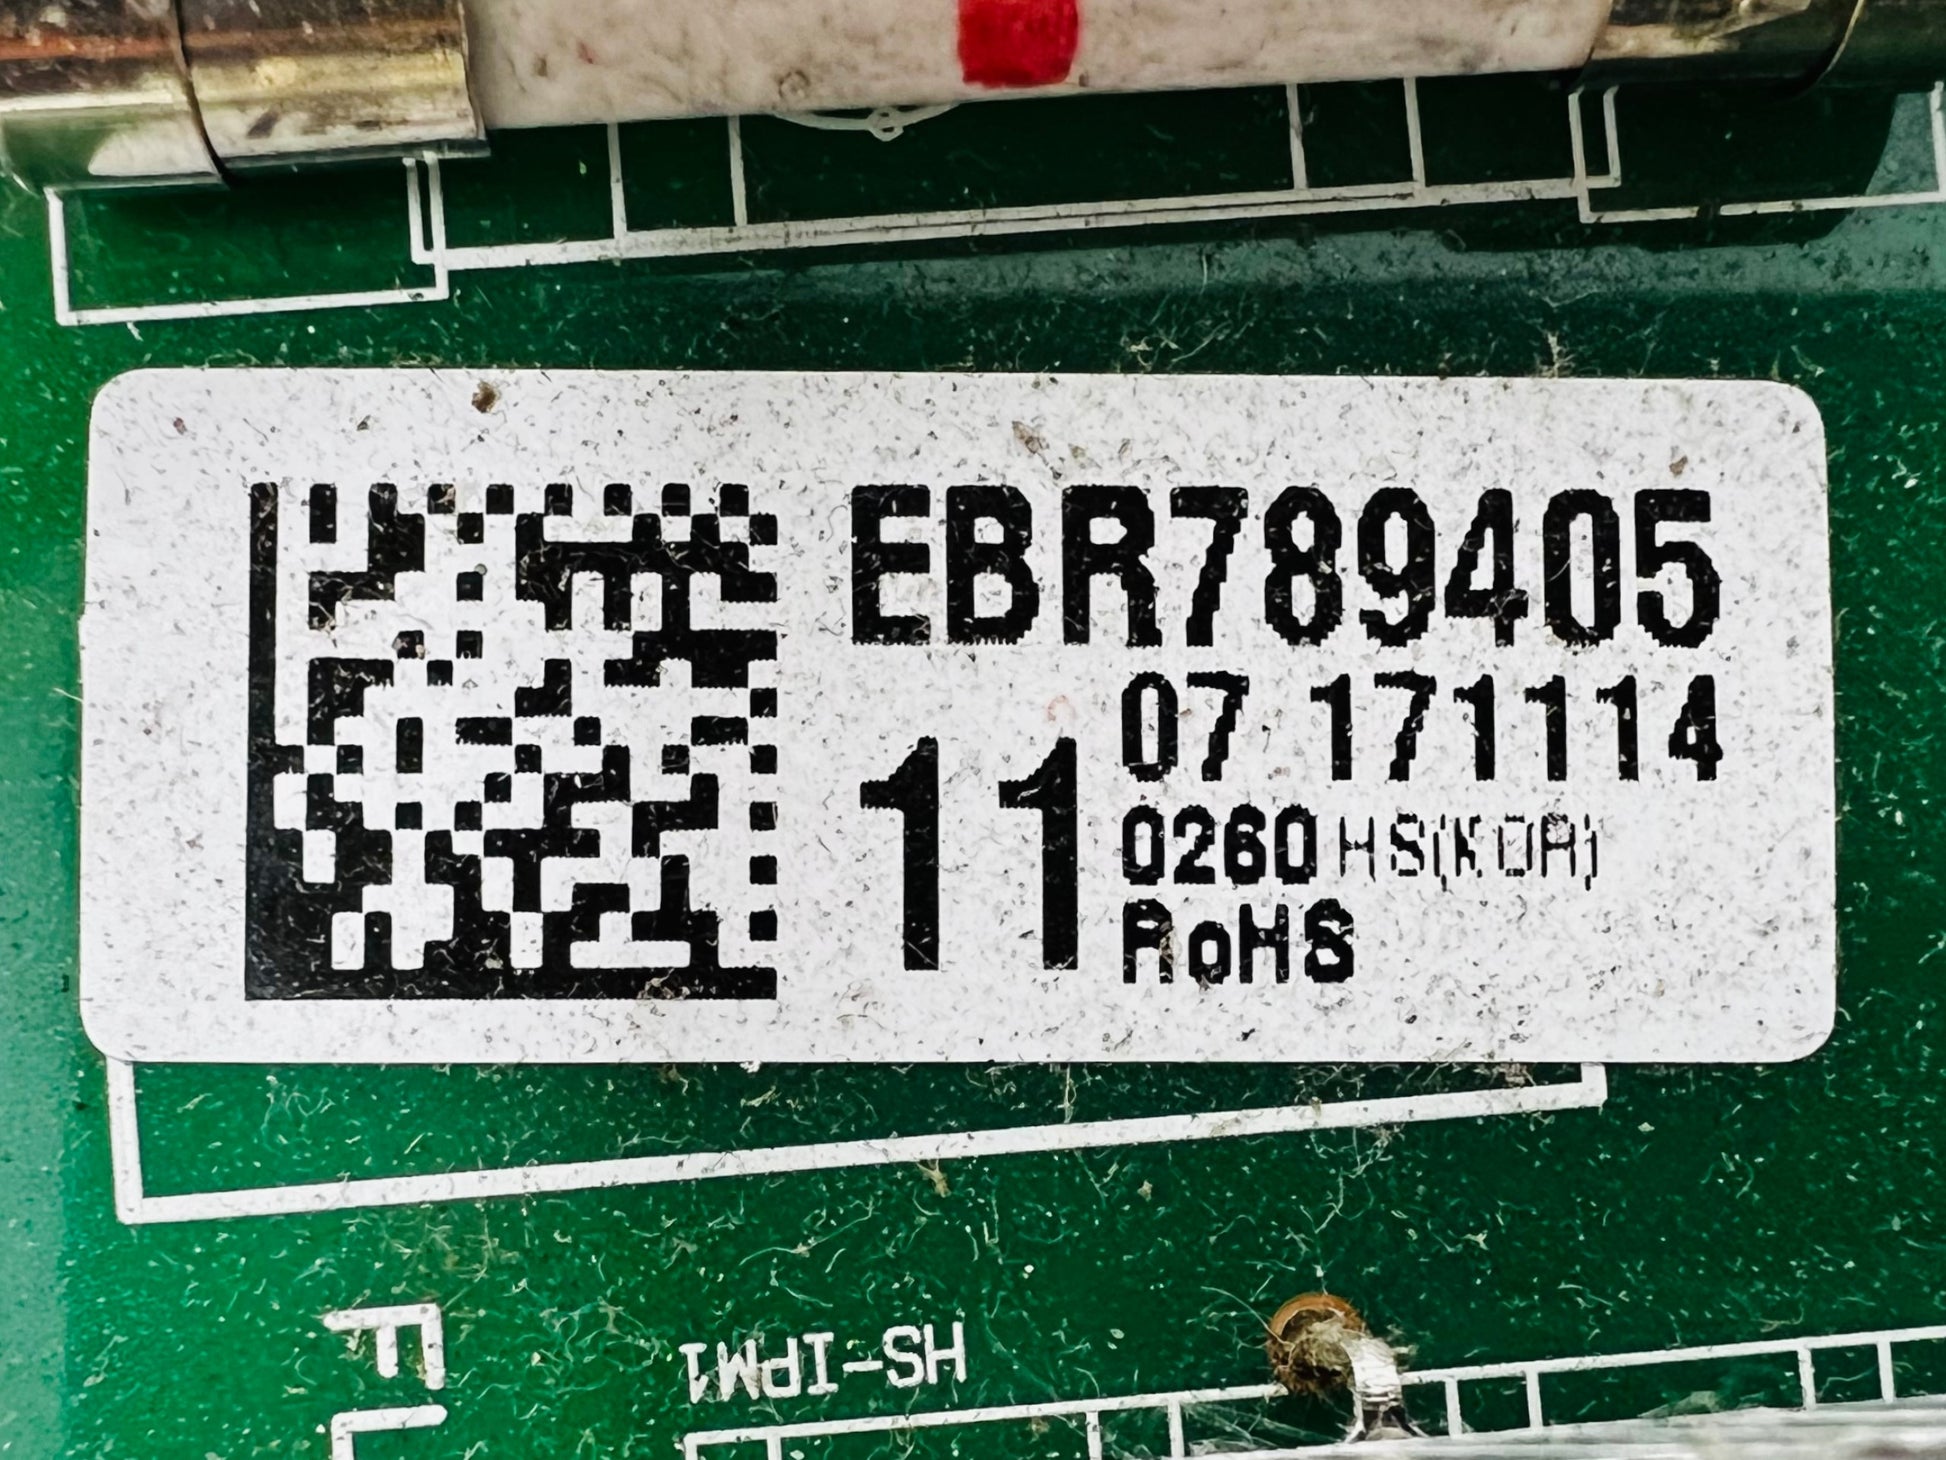 EBR789405
07 171114
11
0260 HS(KOR)
RoHS
HS-IPM1